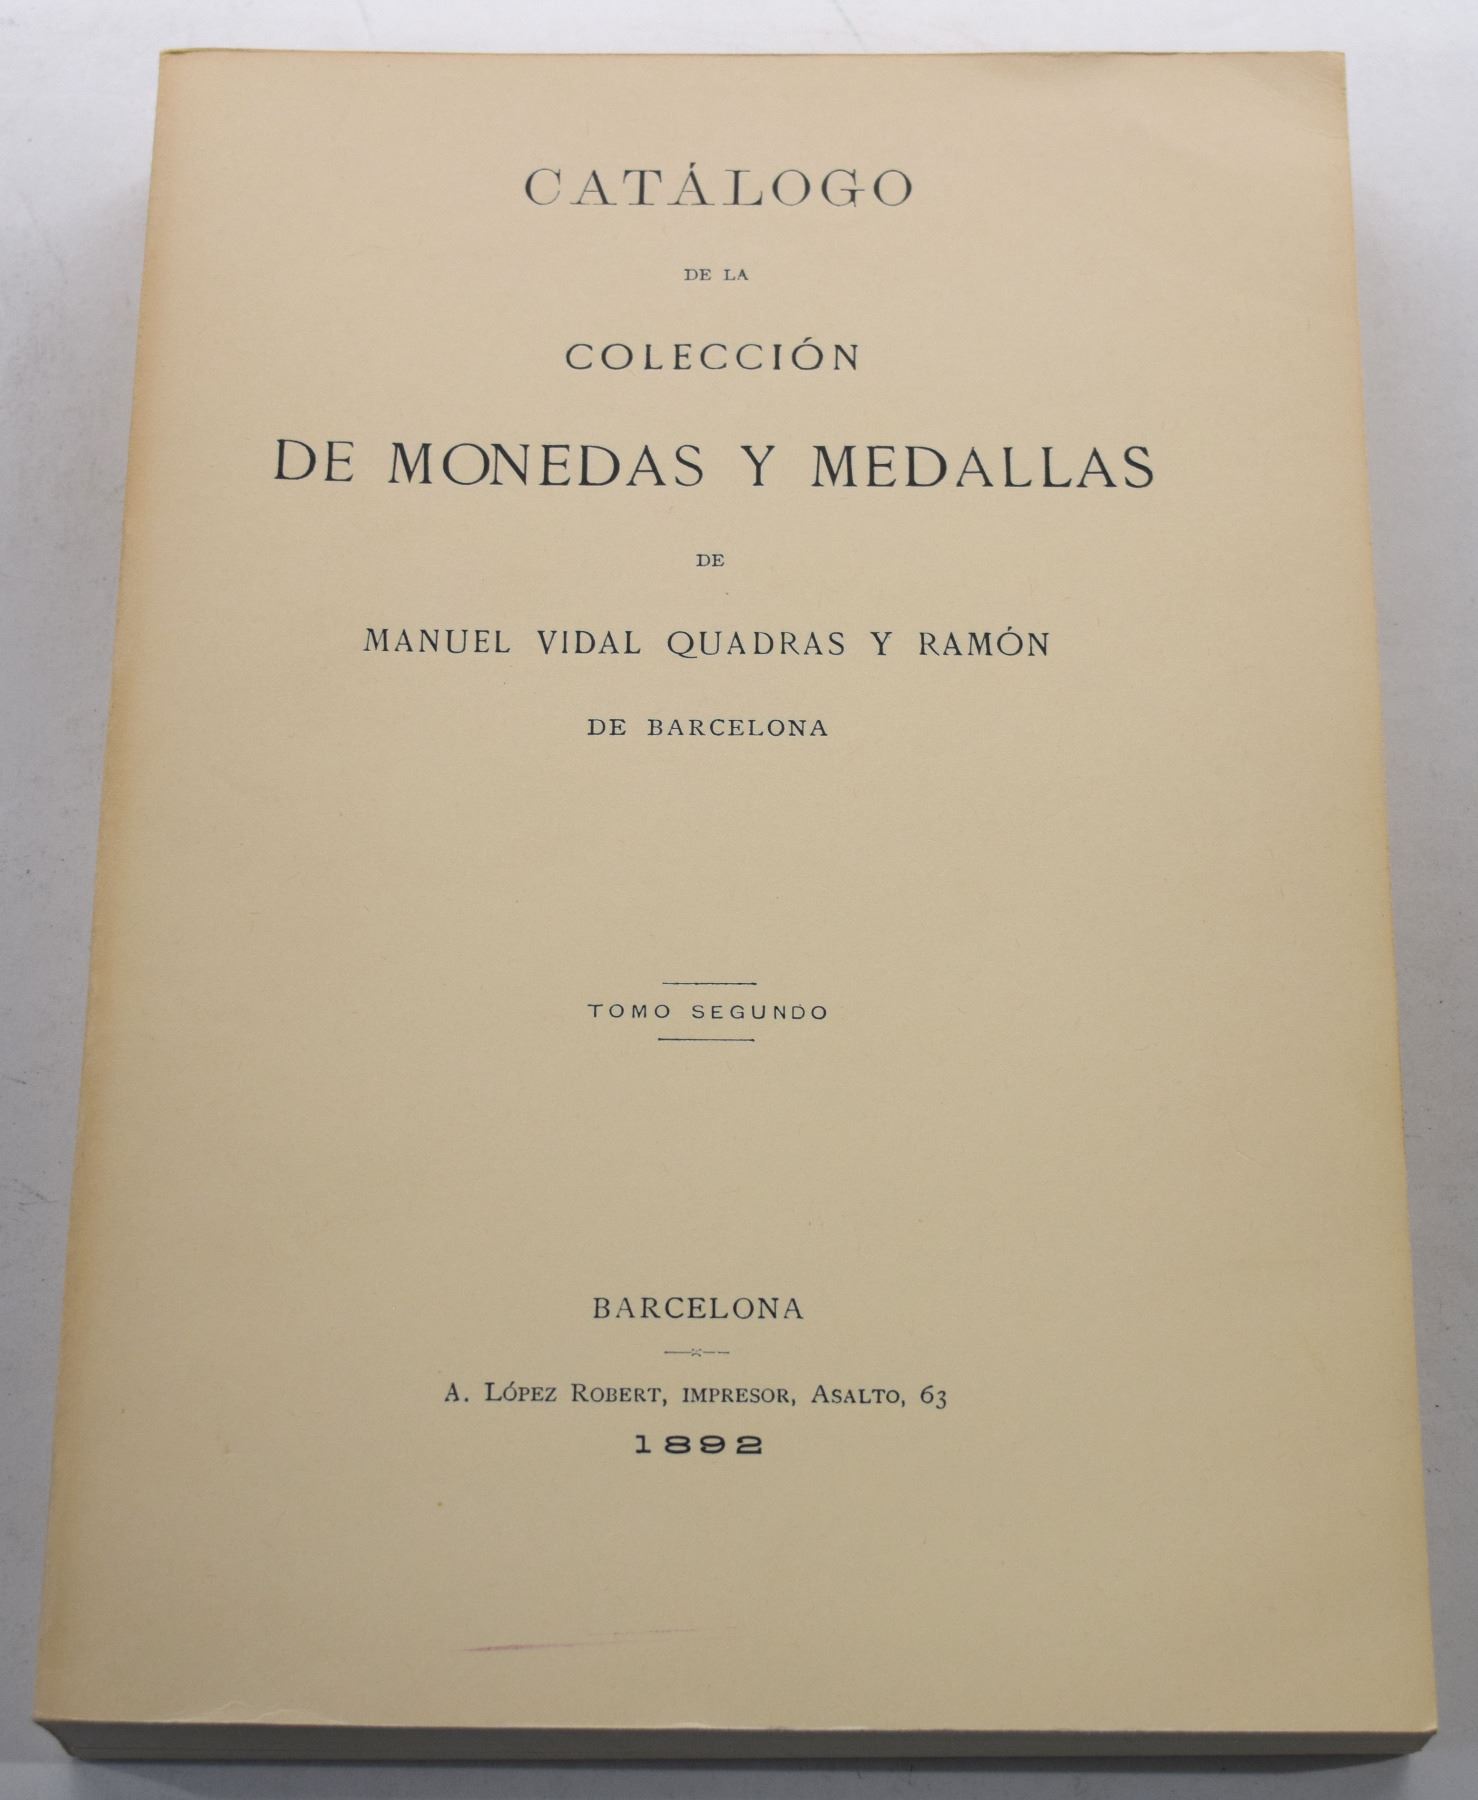 CATÁLOGO
DE LA
COLECCIÓN
DE MONEDAS Y MEDALLAS
DE
MANUEL VIDAL QUADRAS Y RAMÓN
DE BARCELONA
TOMO SEGUNDO
BARCELONA
A. LÓPEZ ROBERT, IMPRESOR, ASALTO, 63
1892